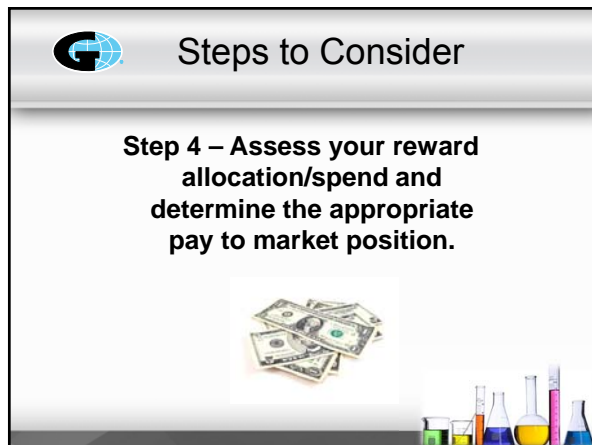 Steps to Consider
Step 4 – Assess your reward
allocation/spend and
determine the appropriate
pay to market position.